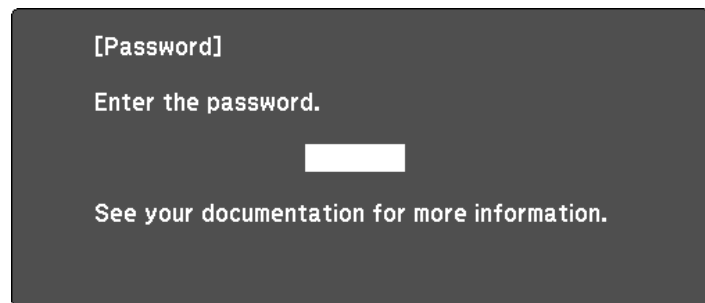 [Password]
Enter the password.
See your documentation for more information.